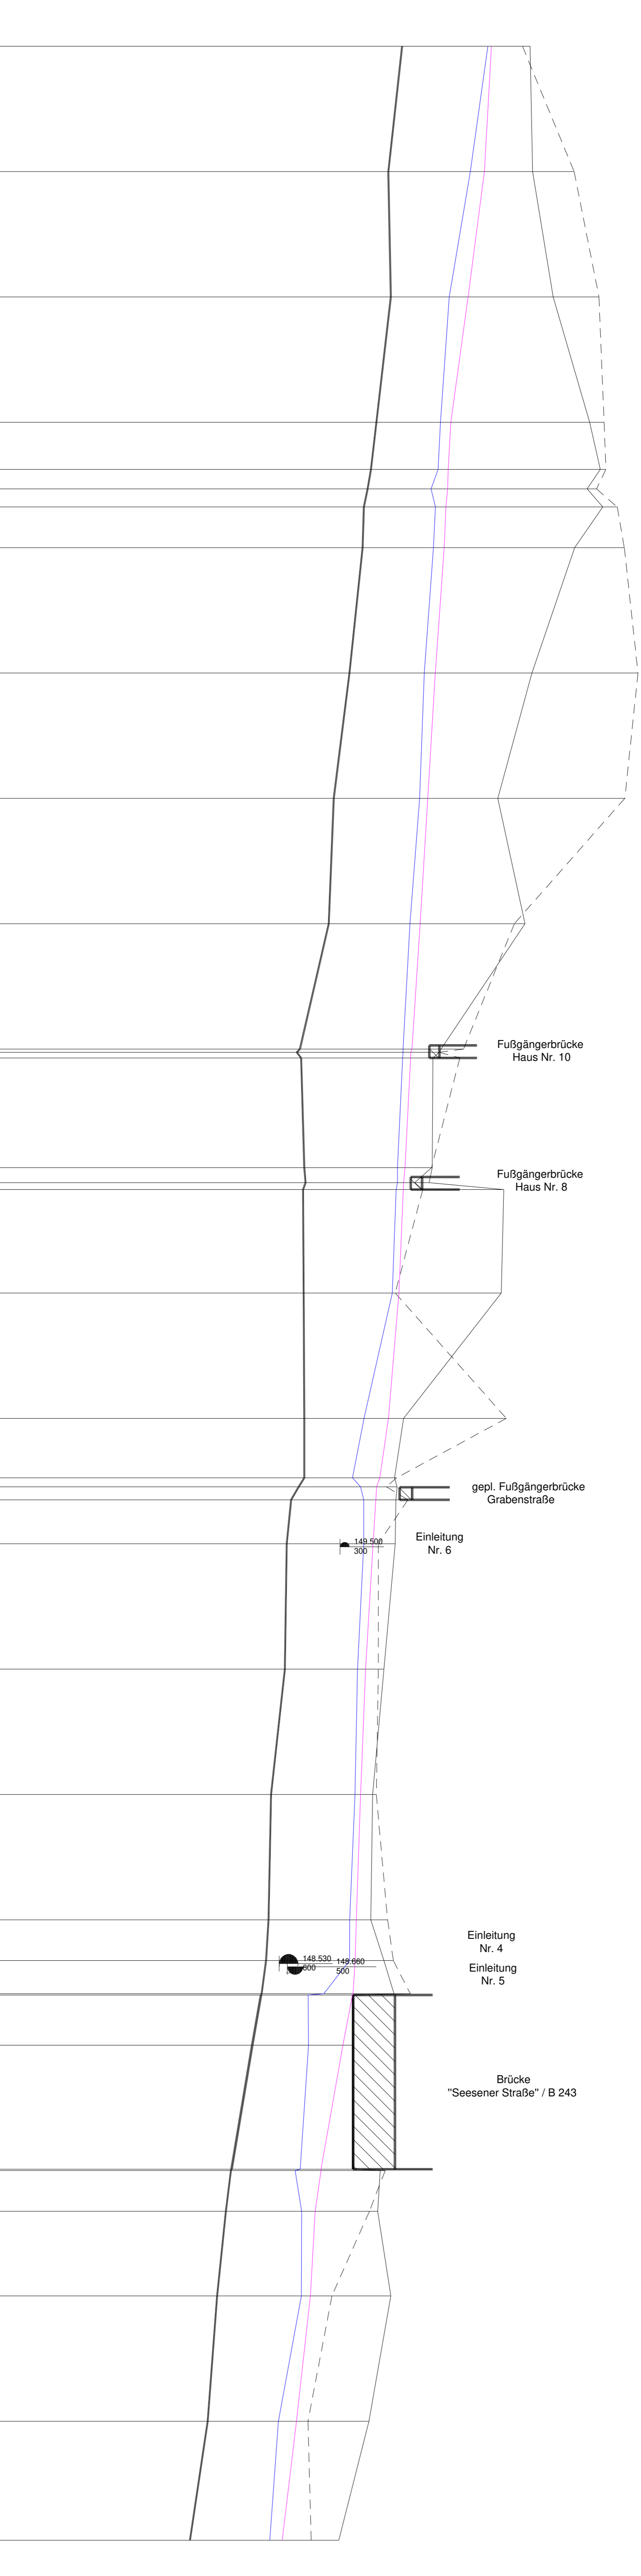 Fußgängerbrücke
Haus Nr. 10
Fußgängerbrücke
Haus Nr. 8
gepl. Fußgängerbrücke
Grabenstraße
Einleitung
Nr. 6
149.500
300
Einleitung
Nr. 4
148.530
600
148.660
500
Einleitung
Nr. 5
Brücke
"Seesener Straße" / B 243